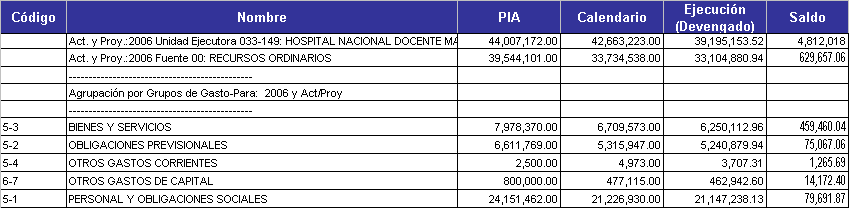 Código Nombre PIA Calendario Ejecución (Devengado) Saldo
Act. y Proy.:2006 Unidad Ejecutora 033-149: HOSPITAL NACIONAL DOCENTE MA 44,007,172.00 42,663,223.00 39,195,153.52 4,812,018
Act. y Proy.:2006 Fuente 00: RECURSOS ORDINARIOS 39,544,101.00 33,734,538.00 33,104,880.94 629,657.06
----------------------------------------------
Agrupación por Grupos de Gasto-Para: 2006 y Act/Proy
----------------------------------------------
5-3 BIENES Y SERVICIOS 7,978,370.00 6,709,573.00 6,250,112.96 459,460.04
5-2 OBLIGACIONES PREVISIONALES 6,611,769.00 5,315,947.00 5,240,879.94 75,067.06
5-4 OTROS GASTOS CORRIENTES 2,500.00 4,973.00 3,707.31 1,265.69
6-7 OTROS GASTOS DE CAPITAL 800,000.00 477,115.00 462,942.60 14,172.40
5-1 PERSONAL Y OBLIGACIONES SOCIALES 24,151,462.00 21,226,930.00 21,147,238.13 79,691.87